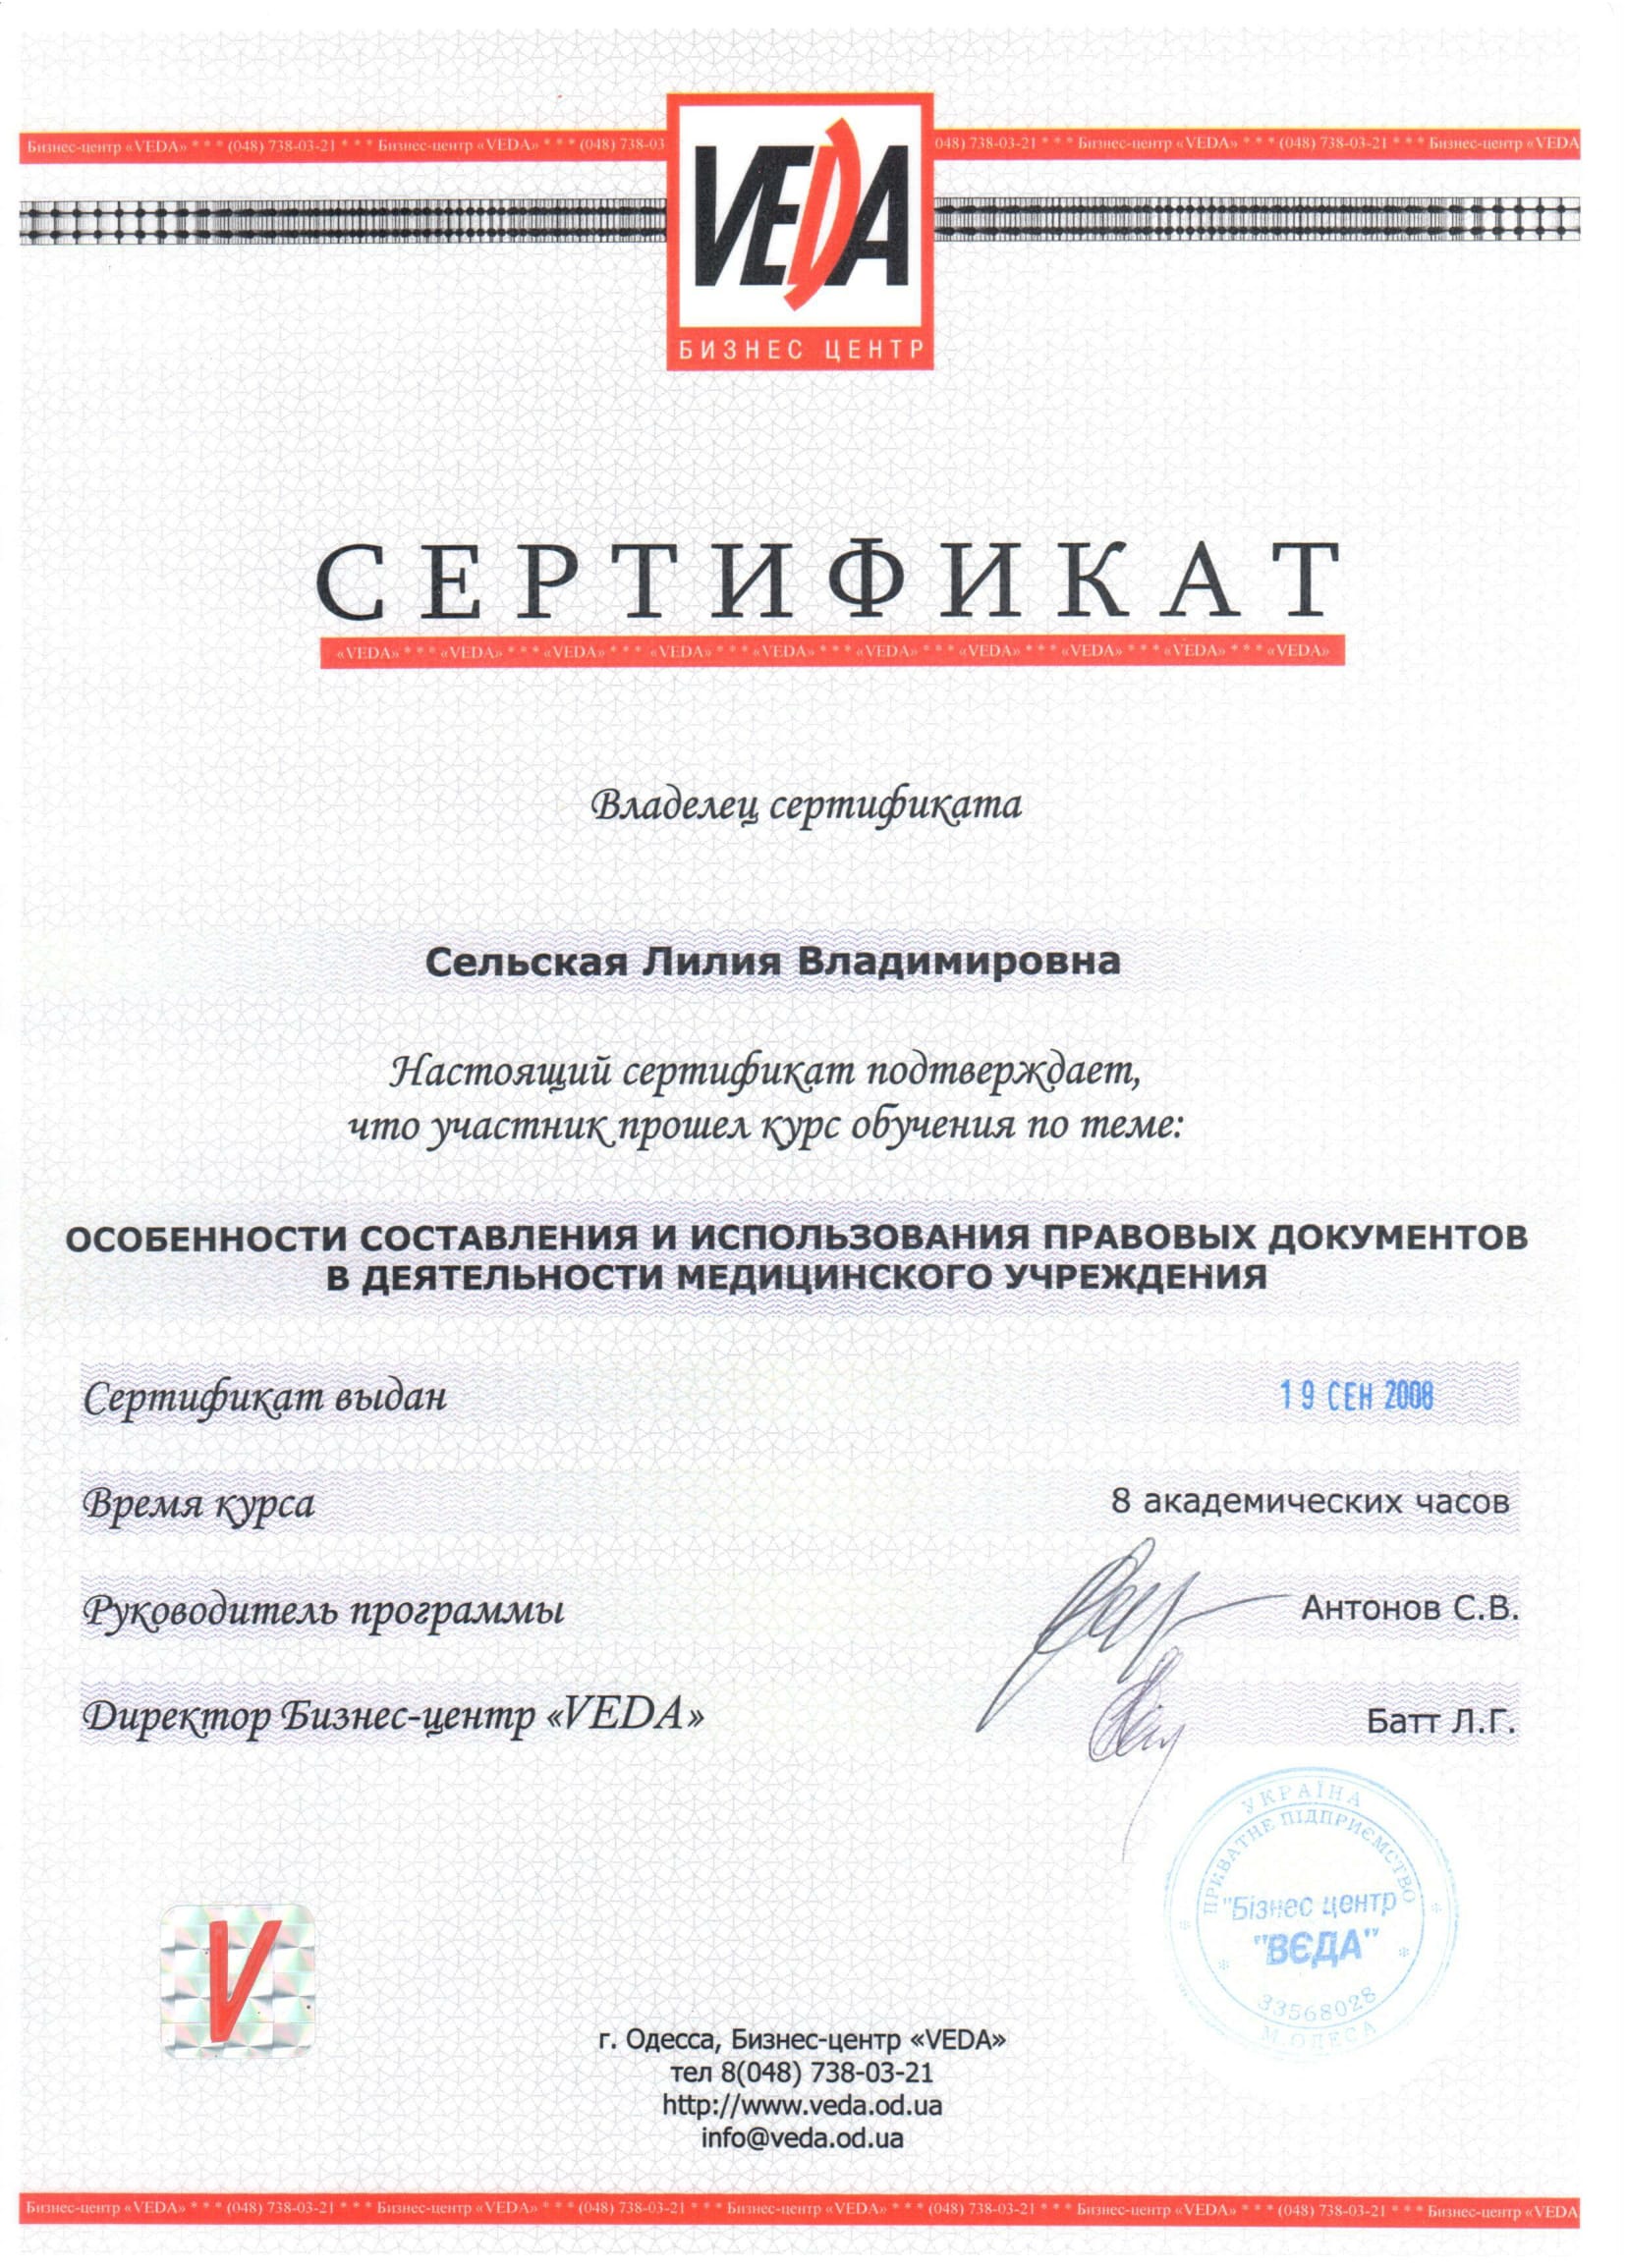 Бизнес-центр «VEDA» * * * (048) 738-03-21 * * * Бизнес-центр «VEDA» * * * (048) 738-03
048) 738-03-21 * * * Бизнес-центр «VEDA» * * * (048) 738-03-21 * * * Бизнес-центр «VEDA
VEDA
БИЗНЕС ЦЕНТР
СЕРТИФИКАТ
«VEDA» * * * «VEDA» * * * «VEDA» * * * «VEDA» * * * «VEDA» * * * «VEDA» * * * «VEDA» * * * «VEDA» * * * «VEDA» * * * «VEDA»
Владелец сертификата
Сельская Лилия Владимировна
Настоящий сертификат подтверждает,
что участник прошел курс обучения по теме:
ОСОБЕННОСТИ СОСТАВЛЕНИЯ И ИСПОЛЬЗОВАНИЯ ПРАВОВЫХ ДОКУМЕНТОВ
В ДЕЯТЕЛЬНОСТИ МЕДИЦИНСКОГО УЧРЕЖДЕНИЯ
Сертификат выдан 19 СЕН 2008
Время курса 8 академических часов
Руководитель программы Антонов С.В.
Директор Бизнес-центр «VEDA» Батт Л.Г.
УКРАЇНА
ПРИВАТНЕ ПІДПРИЄМСТВО
"Бізнес центр
"ВЄДА"
33568028
М.ОДЕСА
V
г. Одесса, Бизнес-центр «VEDA»
тел 8(048) 738-03-21
http://www.veda.od.ua
info@veda.od.ua
Бизнес-центр «VEDA» * * * (048) 738-03-21 * * * Бизнес-центр «VEDA» * * * (048) 738-03-21 * * * Бизнес-центр «VEDA» * * * (048) 738-03-21 * * * Бизнес-центр «VEDA» * * * (048) 738-03-21 * * * Бизнес-центр «VEDA